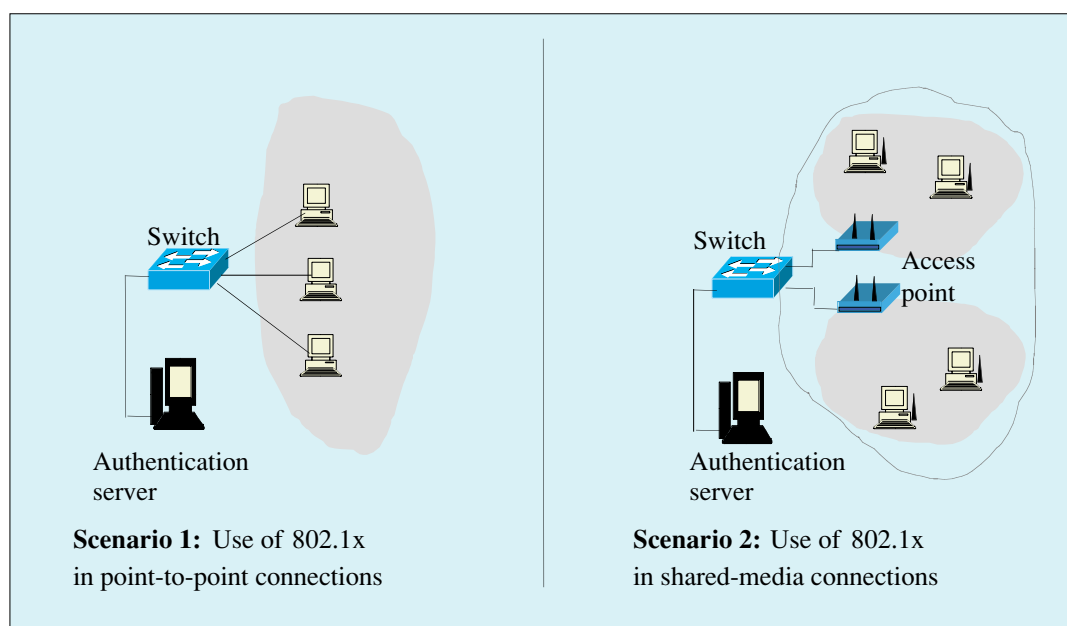 Switch
Authentication
server
Scenario 1: Use of 802.1x
in point-to-point connections
Switch
Access
point
Authentication
server
Scenario 2: Use of 802.1x
in shared-media connections